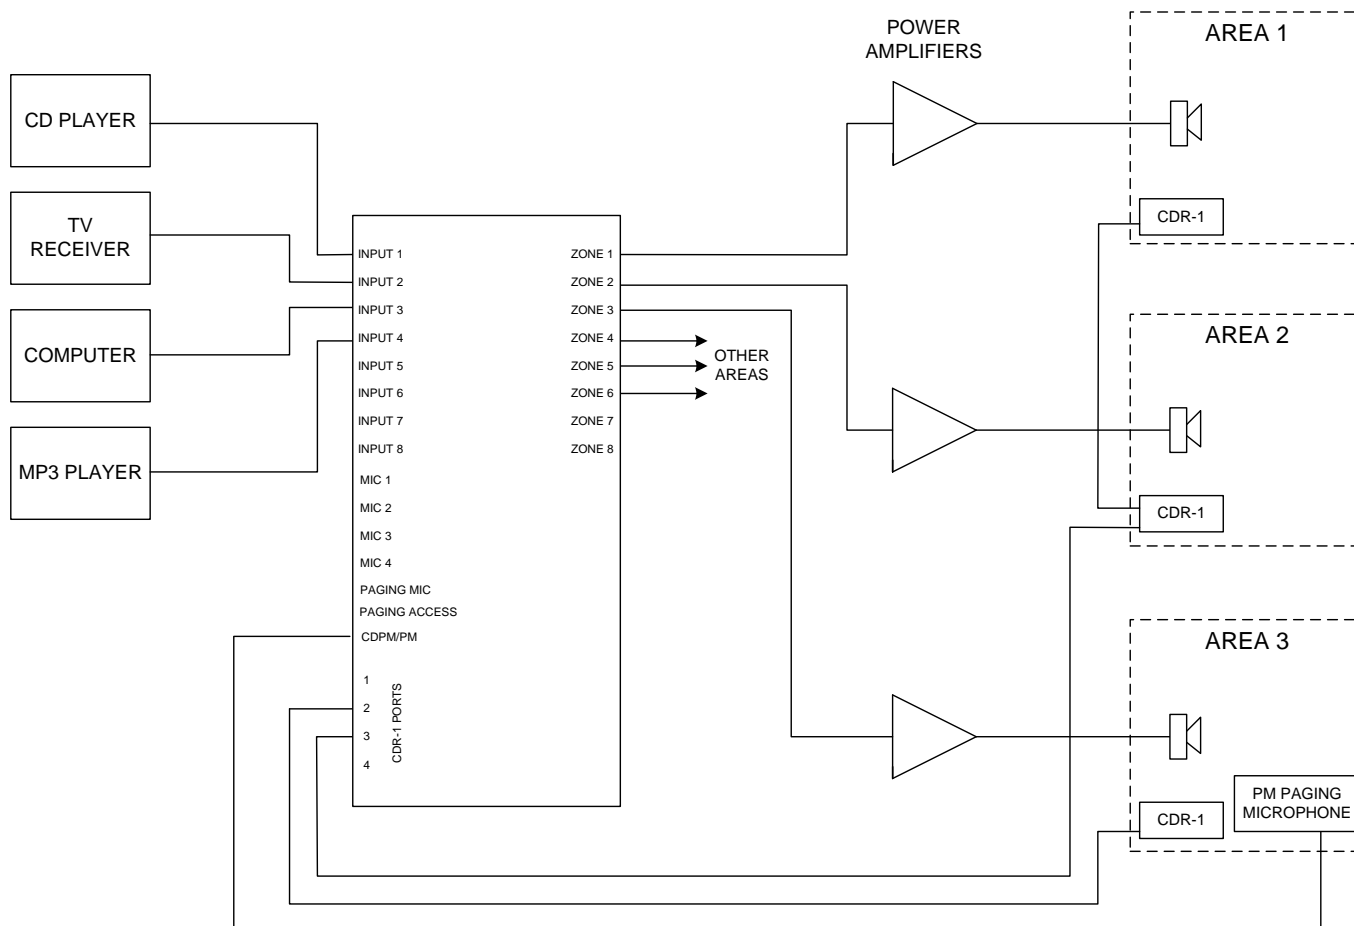 POWER
AMPLIFIERS
AREA 1
CD PLAYER
TV
RECEIVER
COMPUTER
MP3 PLAYER
INPUT 1
INPUT 2
INPUT 3
INPUT 4
INPUT 5
INPUT 6
INPUT 7
INPUT 8
MIC 1
MIC 2
MIC 3
MIC 4
PAGING MIC
PAGING ACCESS
CDPM/PM
1
2
3
4
CDR-1 PORTS
ZONE 1
ZONE 2
ZONE 3
ZONE 4
ZONE 5
ZONE 6
ZONE 7
ZONE 8
OTHER
AREAS
CDR-1
AREA 2
CDR-1
AREA 3
CDR-1
PM PAGING
MICROPHONE